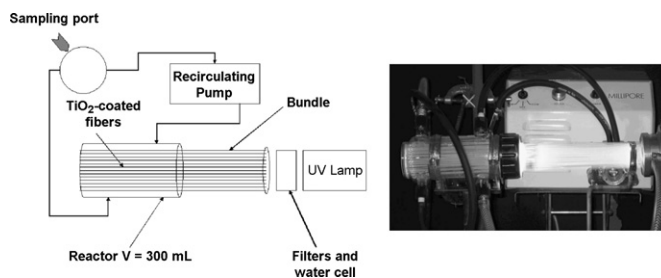 Sampling port
Recirculating
Pump
TiO₂-coated
fibers
Bundle
UV Lamp
Reactor V = 300 mL
Filters and
water cell
MILLIPORE